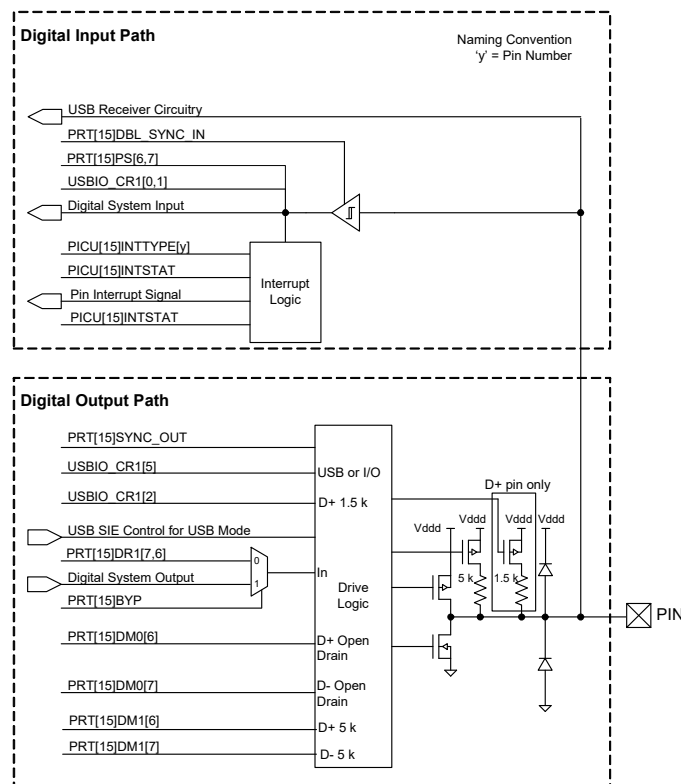 Digital Input Path
Naming Convention
'y' = Pin Number
USB Receiver Circuitry
PRT[15]DBL_SYNC_IN
PRT[15]PS[6,7]
USBIO_CR1[0,1]
Digital System Input
PICU[15]INTTYPE[y]
PICU[15]INTSTAT
Pin Interrupt Signal
PICU[15]INTSTAT
Interrupt
Logic
Digital Output Path
PRT[15]SYNC_OUT
USBIO_CR1[5]
USB or I/O
USBIO_CR1[2]
D+ 1.5 k
D+ pin only
USB SIE Control for USB Mode
Vddd
Vddd
Vddd
Vddd
PRT[15]DR1[7,6]
0
Digital System Output
1
PRT[15]BYP
In
Drive
Logic
5 k
1.5 k
PIN
PRT[15]DM0[6]
D+ Open
Drain
PRT[15]DM0[7]
D- Open
Drain
PRT[15]DM1[6]
D+ 5 k
PRT[15]DM1[7]
D- 5 k